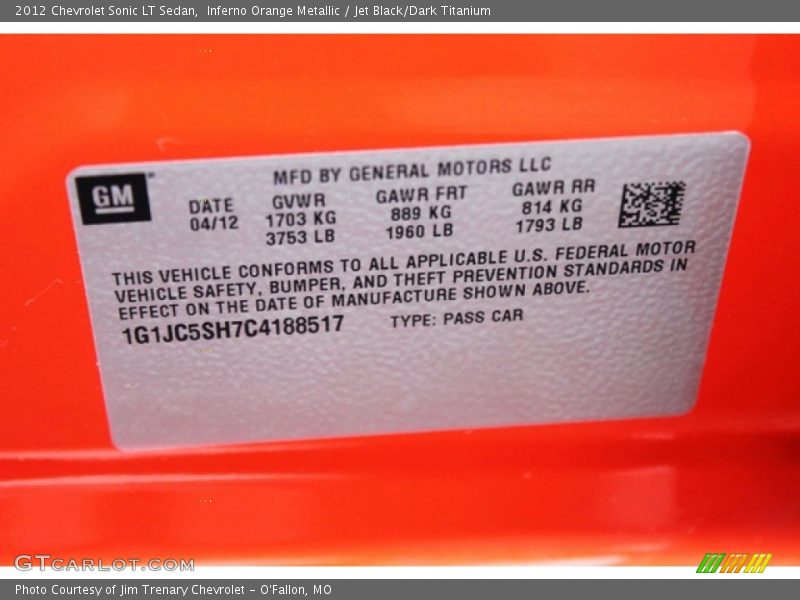 2012 Chevrolet Sonic LT Sedan, Inferno Orange Metallic / Jet Black/Dark Titanium
GM
MFD BY GENERAL MOTORS LLC
DATE GVWR GAWR FRT GAWR RR
04/12 1703 KG 889 KG 814 KG
3753 LB 1960 LB 1793 LB
THIS VEHICLE CONFORMS TO ALL APPLICABLE U.S. FEDERAL MOTOR
VEHICLE SAFETY, BUMPER, AND THEFT PREVENTION STANDARDS IN
EFFECT ON THE DATE OF MANUFACTURE SHOWN ABOVE.
1G1JC5SH7C4188517 TYPE: PASS CAR
GTCARLOT.COM
Photo Courtesy of Jim Trenary Chevrolet - O'Fallon, MO